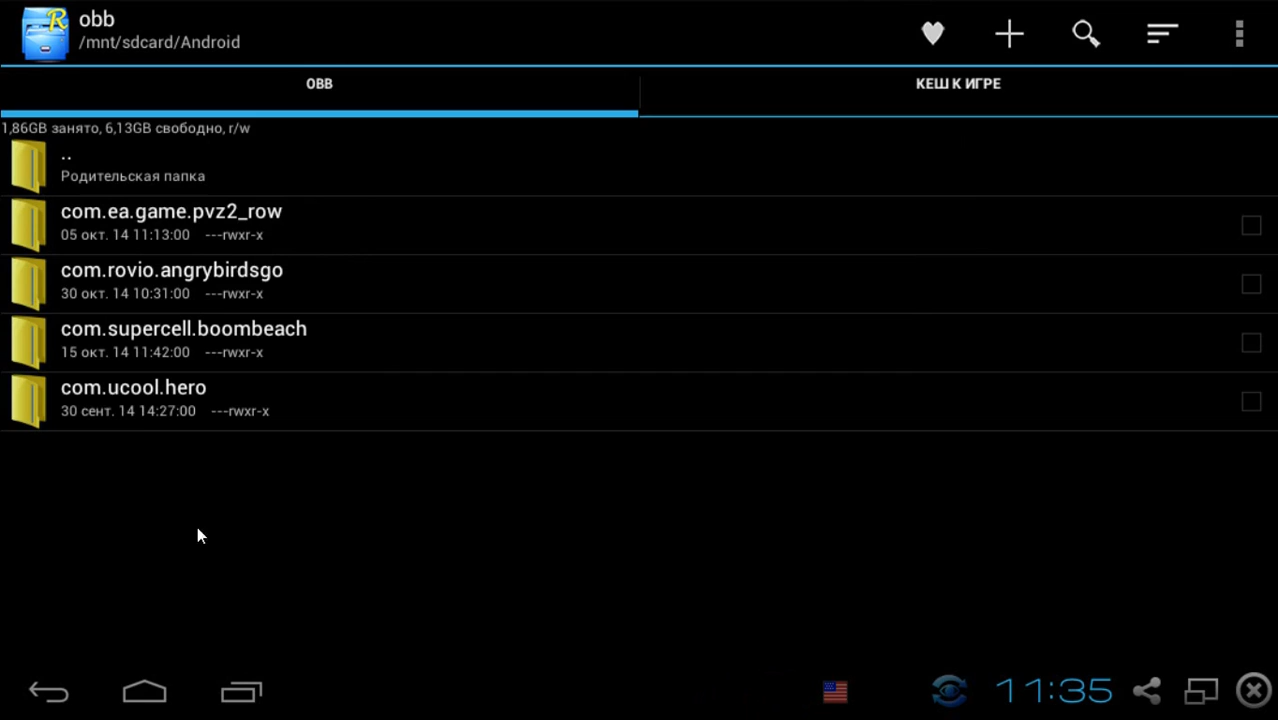 obb
/mnt/sdcard/Android
OBB
КЕШ К ИГРЕ
1,86GB занято, 6,13GB свободно, r/w
..
Родительская папка
com.ea.game.pvz2_row
05 окт. 14 11:13:00 ---rwxr-x
com.rovio.angrybirdsgo
30 окт. 14 10:31:00 ---rwxr-x
com.supercell.boombeach
15 окт. 14 11:42:00 ---rwxr-x
com.ucool.hero
30 сент. 14 14:27:00 ---rwxr-x
11:35